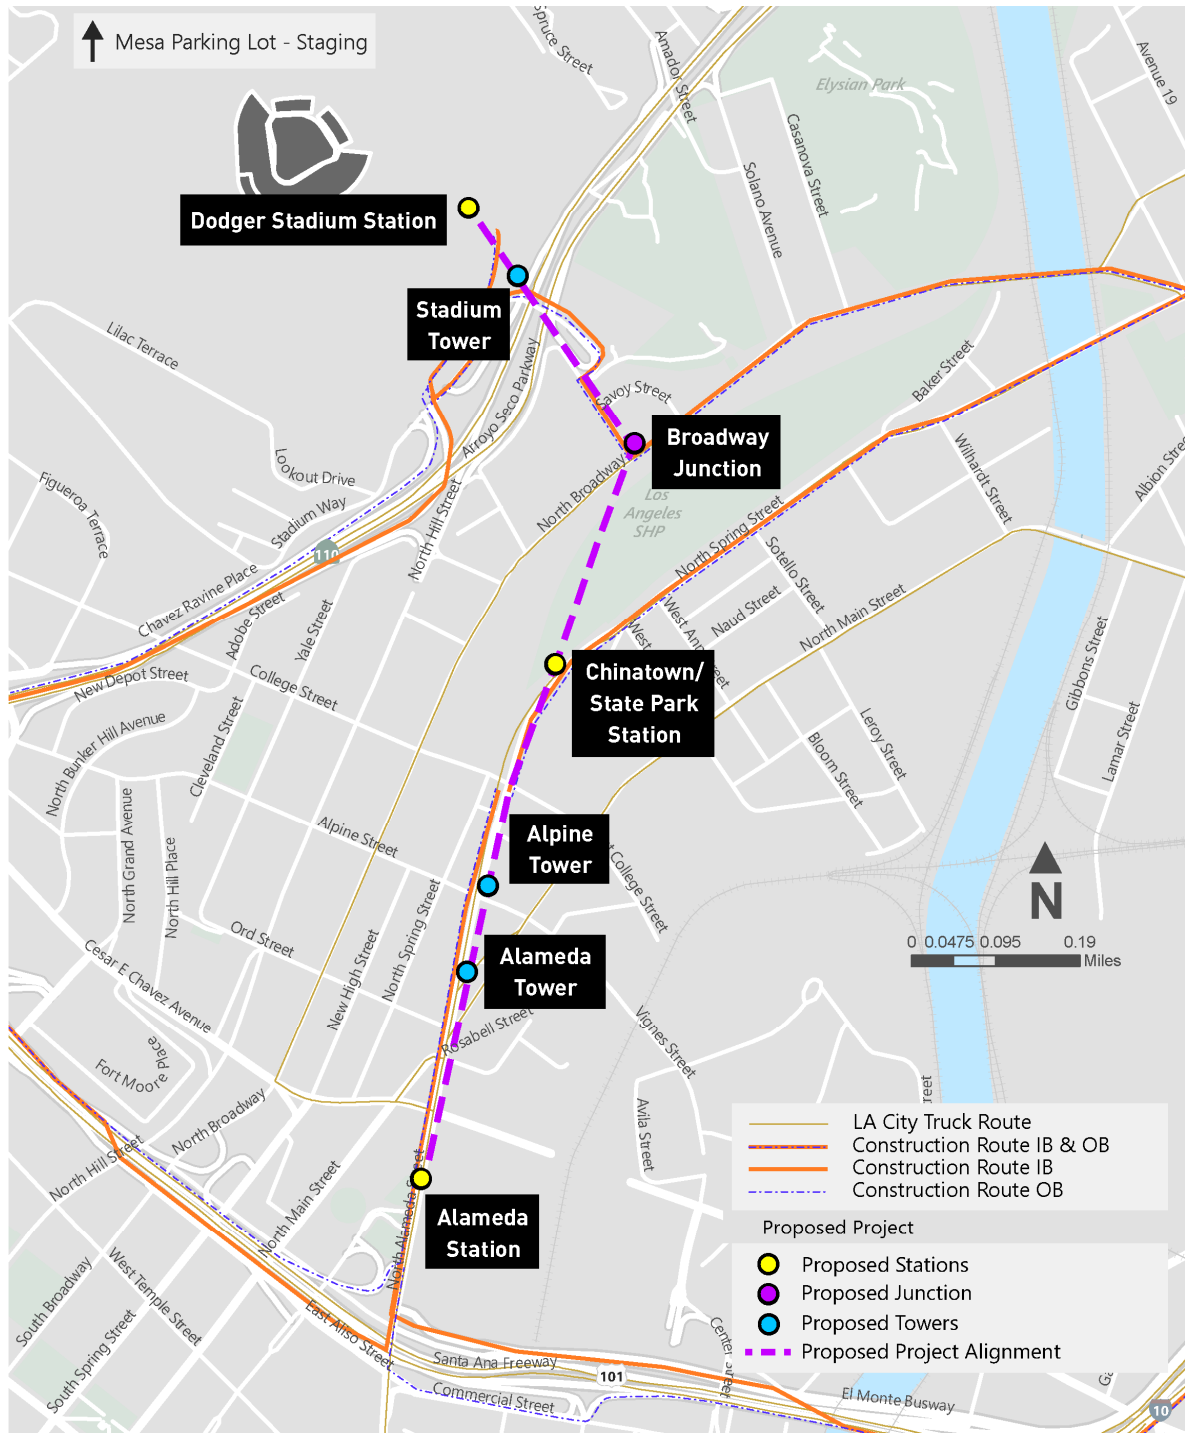 Mesa Parking Lot - Staging
Spruce Street
Amador Street
Elysian Park
Avenue 19
Casanova Street
Solano Avenue
Dodger Stadium Station
Stadium
Tower
Lilac Terrace
Arroyo Seco Parkway
Savoy Street
Baker Street
Broadway
Junction
Lookout Drive
Figueroa Terrace
Stadium Way
North Hill Street
North Broadway
Los
Angeles
SHP
North Spring Street
Wilhardt Street
110
Sotello Street
Chavez Ravine Place
Adobe Street
Yale Street
Naud Street
North Main Street
West
Gibbons Street
New Depot Street
College Street
Chinatown/
State Park
Station
North Bunker Hill Avenue
Cleveland Street
Leroy Street
Bloom Street
Lamar Street
North Grand Avenue
North Hill Place
Alpine Street
Alpine
Tower
College Street
N
0 0.0475 0.095 0.19
Miles
Ord Street
North Spring Street
New High Street
Cesar E Chavez Avenue
Alameda
Tower
Rosabell Street
Vignes Street
Fort Moore Place
North Broadway
Avila Street
North Hill Street
North Main Street
North Alameda Street
Alameda
Station
South Broadway
West Temple Street
South Spring Street
East Aliso Street
Santa Ana Freeway
101
Commercial Street
Center Street
El Monte Busway
10
LA City Truck Route
Construction Route IB & OB
Construction Route IB
Construction Route OB
Proposed Project
Proposed Stations
Proposed Junction
Proposed Towers
Proposed Project Alignment